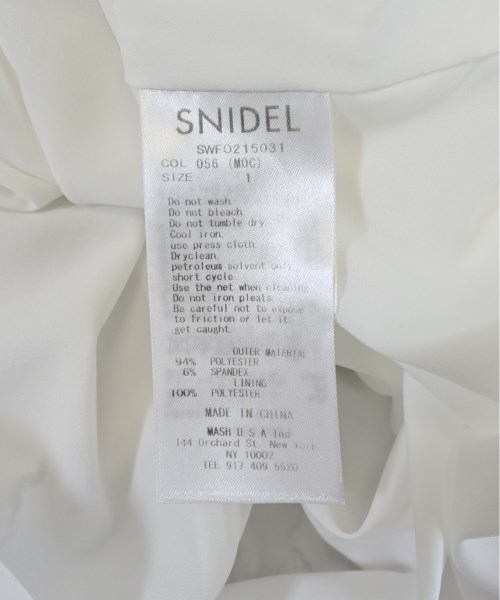 SNIDEL
SWFO215031
COL 056 (MOC)
SIZE 1
Do not wash.
Do not bleach.
Do not tumble dry.
Cool iron.
use press cloth.
Dryclean.
petroleum solvent only
short cycle.
Use the net when cleaning.
Do not iron pleats.
Be careful not to expose
to friction or let it
get caught.
OUTER MATERIAL
94% POLYESTER
6% SPANDEX
LINING
100% POLYESTER
MADE IN CHINA
MASH U S A Inc
144 Orchard St. New York
NY 10002
TEL 917 409 5520